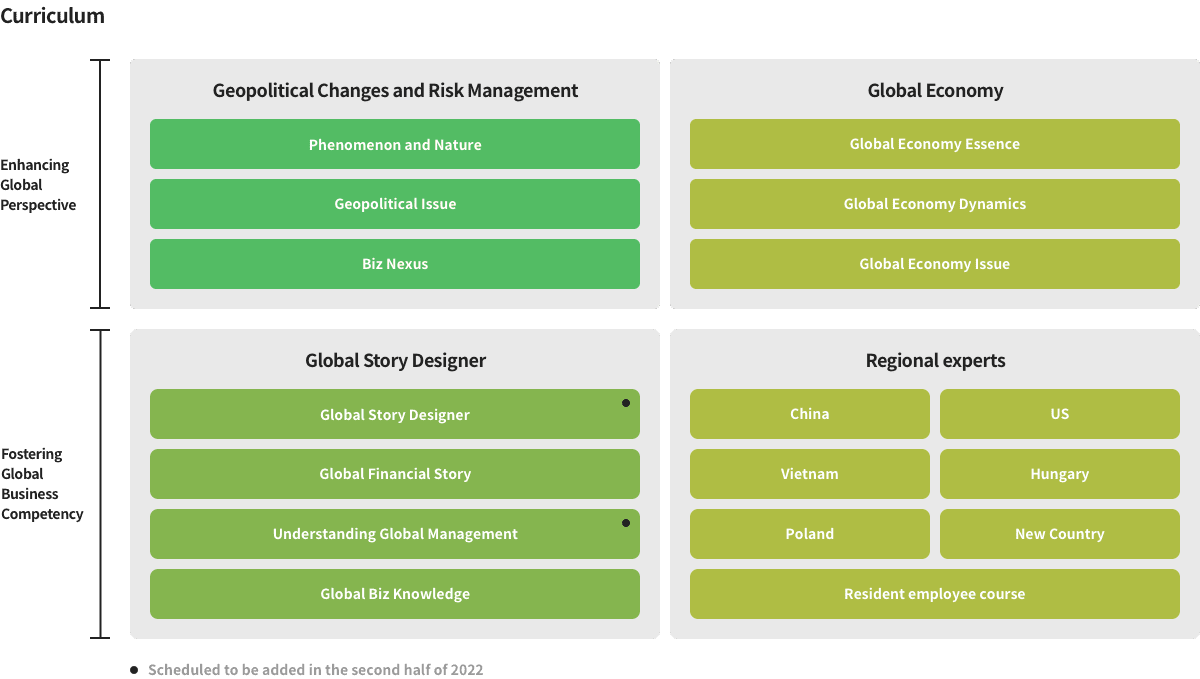 Curriculum
Enhancing
Global
Perspective
Geopolitical Changes and Risk Management
Phenomenon and Nature
Geopolitical Issue
Biz Nexus
Global Economy
Global Economy Essence
Global Economy Dynamics
Global Economy Issue
Fostering
Global
Business
Competency
Global Story Designer
Global Story Designer
Global Financial Story
Understanding Global Management
Global Biz Knowledge
Regional experts
China
US
Vietnam
Hungary
Poland
New Country
Resident employee course
Scheduled to be added in the second half of 2022